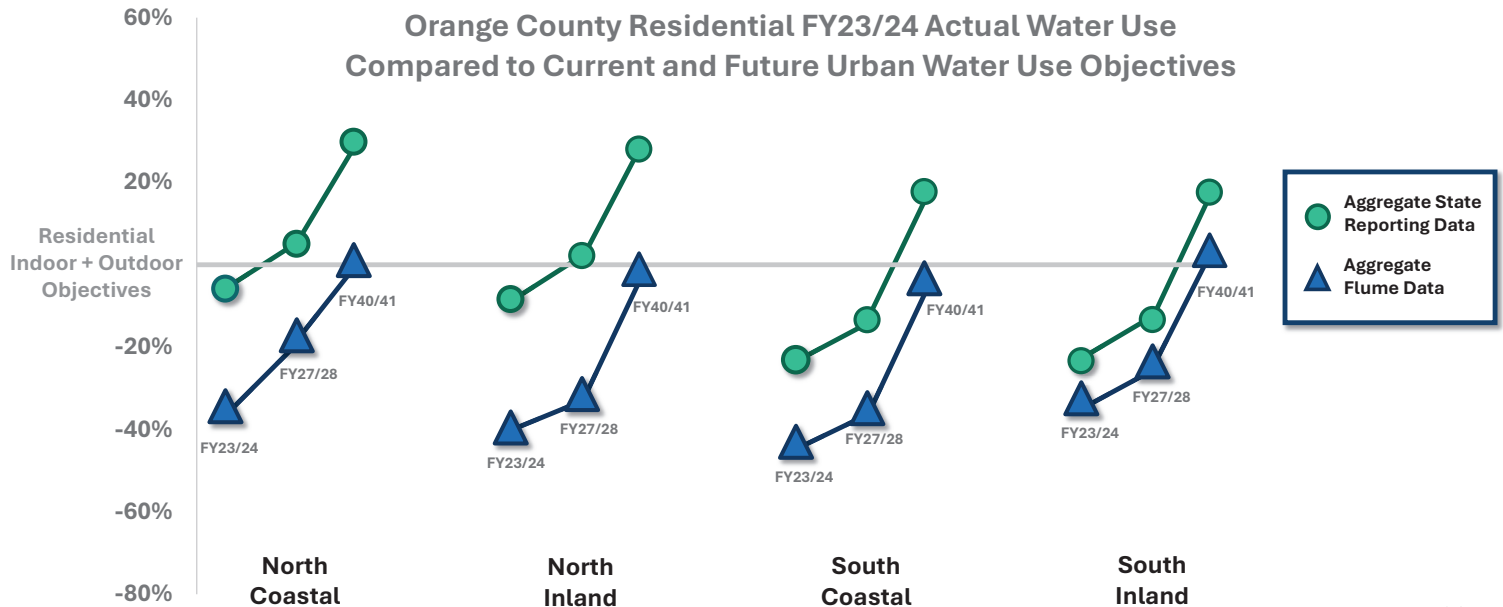 Orange County Residential FY23/24 Actual Water Use
Compared to Current and Future Urban Water Use Objectives
60%
40%
20%
Residential
Indoor + Outdoor
Objectives
-20%
-40%
-60%
-80%
FY23/24
FY27/28
FY40/41
FY23/24
FY27/28
FY40/41
FY23/24
FY27/28
FY40/41
FY23/24
FY27/28
FY40/41
North
Coastal
North
Inland
South
Coastal
South
Inland
Aggregate State
Reporting Data
Aggregate
Flume Data